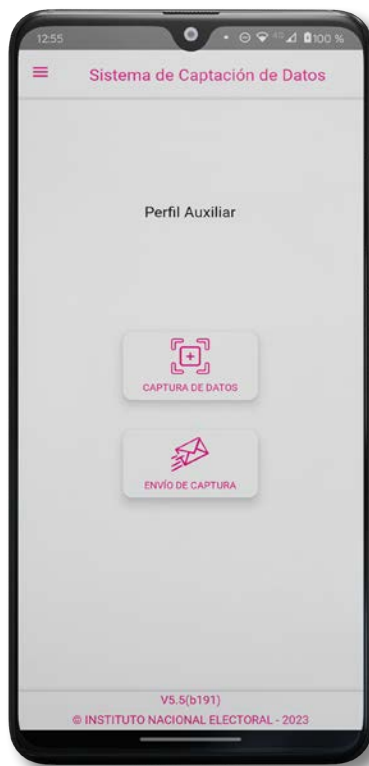 12:55
4G
100 %
Sistema de Captación de Datos
Perfil Auxiliar
CAPTURA DE DATOS
ENVÍO DE CAPTURA
V5.5(b191)
© INSTITUTO NACIONAL ELECTORAL - 2023